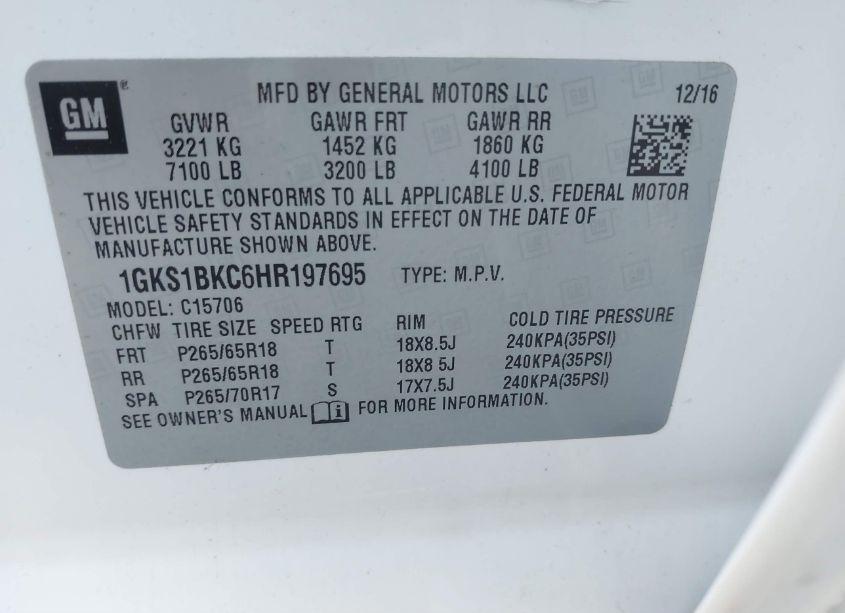 GM ®
MFD BY GENERAL MOTORS LLC 12/16
GVWR GAWR FRT GAWR RR
3221 KG 1452 KG 1860 KG
7100 LB 3200 LB 4100 LB
THIS VEHICLE CONFORMS TO ALL APPLICABLE U.S. FEDERAL MOTOR
VEHICLE SAFETY STANDARDS IN EFFECT ON THE DATE OF
MANUFACTURE SHOWN ABOVE.
1GKS1BKC6HR197695 TYPE: M.P.V.
MODEL: C15706
CHFW TIRE SIZE SPEED RTG RIM COLD TIRE PRESSURE
FRT P265/65R18 T 18X8.5J 240KPA(35PSI)
RR P265/65R18 T 18X8 5J 240KPA(35PSI)
SPA P265/70R17 S 17X7.5J 240KPA(35PSI)
SEE OWNER'S MANUAL i FOR MORE INFORMATION.